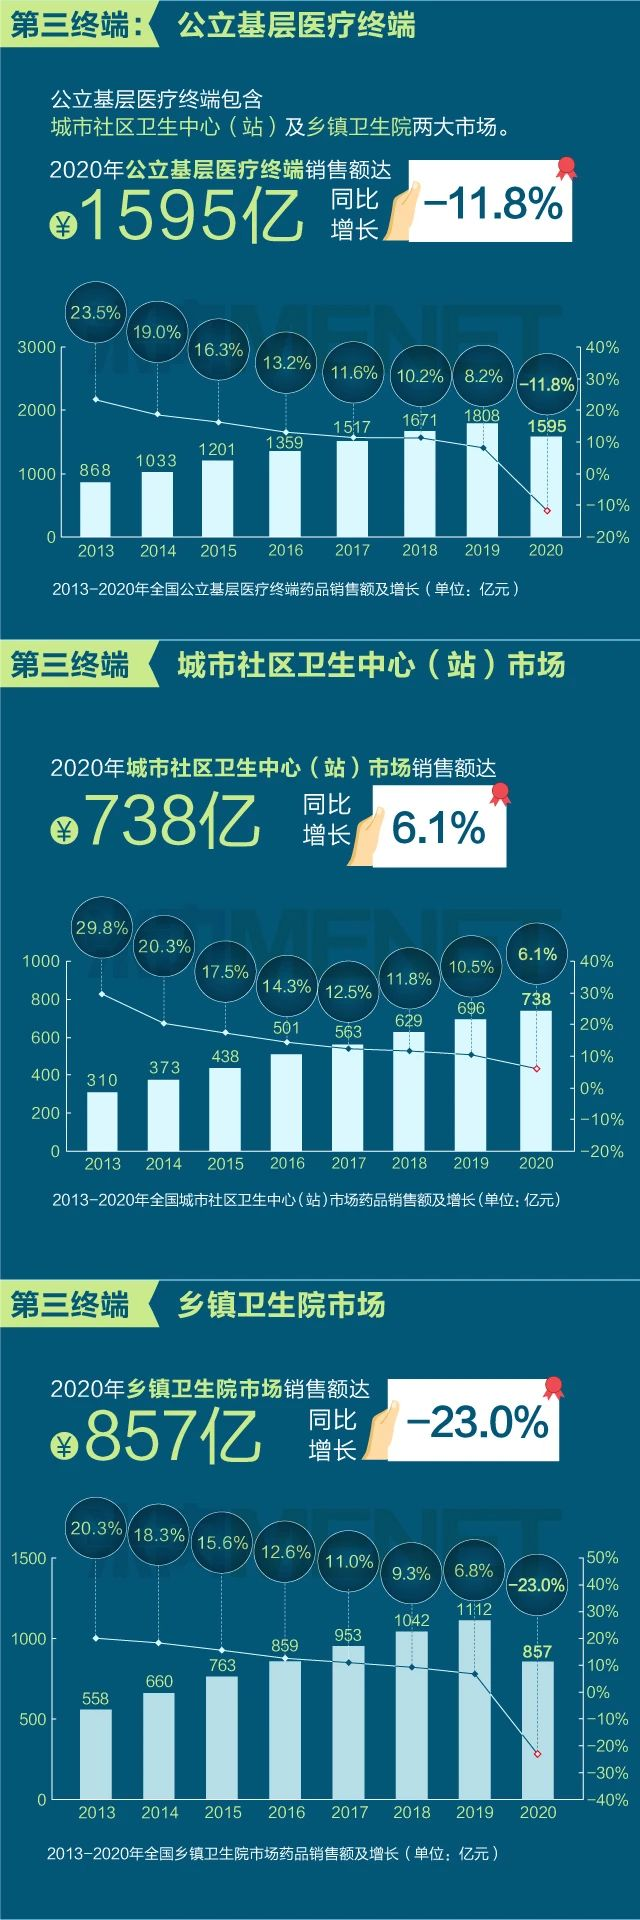 第三终端：公立基层医疗终端
公立基层医疗终端包含
城市社区卫生中心（站）及乡镇卫生院两大市场。
2020年公立基层医疗终端销售额达
¥1595亿
同比
增长
-11.8%
23.5% 19.0% 16.3% 13.2% 11.6% 10.2% 8.2% -11.8%
3000 40%
30%
2000 20%
10%
1000 0%
-10%
0 -20%
868 1033 1201 1359 1517 1671 1808 1595
2013 2014 2015 2016 2017 2018 2019 2020
2013-2020年全国公立基层医疗终端药品销售额及增长（单位：亿元）
第三终端 城市社区卫生中心（站）市场
2020年城市社区卫生中心（站）市场销售额达
¥738亿
同比
增长
6.1%
29.8% 20.3% 17.5% 14.3% 12.5% 11.8% 10.5% 6.1%
1000 40%
800 30%
600 20%
400 10%
200 0%
0 -10%
-20%
310 373 438 501 563 629 696 738
2013 2014 2015 2016 2017 2018 2019 2020
2013-2020年全国城市社区卫生中心（站）市场药品销售额及增长（单位：亿元）
第三终端 乡镇卫生院市场
2020年乡镇卫生院市场销售额达
¥857亿
同比
增长
-23.0%
20.3% 18.3% 15.6% 12.6% 11.0% 9.3% 6.8% -23.0%
1500 50%
40%
30%
1000 20%
10%
0%
500 -10%
-20%
-30%
0 -40%
558 660 763 859 953 1042 1112 857
2013 2014 2015 2016 2017 2018 2019 2020
2013-2020年全国乡镇卫生院市场药品销售额及增长（单位：亿元）